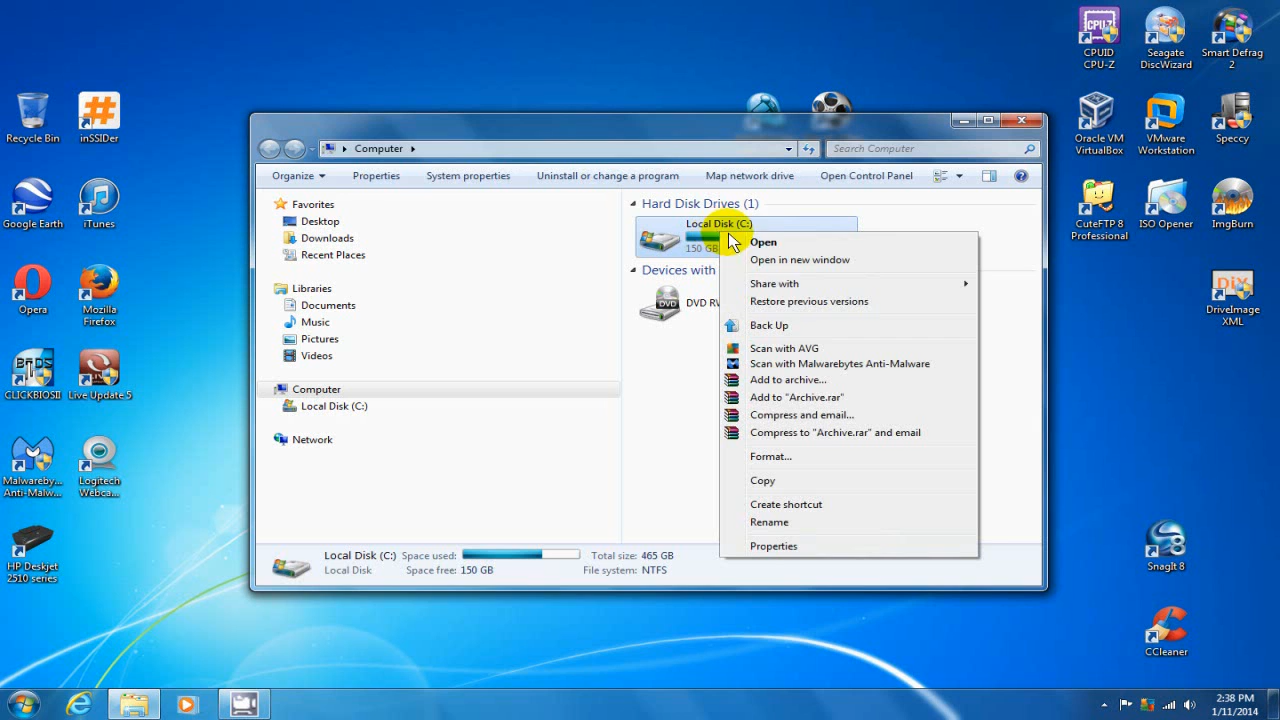 CPUID
CPU-Z
Seagate
DiscWizard
Smart Defrag
2
Recycle Bin
inSSIDer
Oracle VM
VirtualBox
VMware
Workstation
Speccy
Google Earth
iTunes
CuteFTP 8
Professional
ISO Opener
ImgBurn
Opera
Mozilla
Firefox
DriveImage
XML
CLICKBIOSII
Live Update 5
Malwareby...
Anti-Malw...
Logitech
Webca...
HP Deskjet
2510 series
SnagIt 8
CCleaner
Computer
Search Computer
Organize
Properties
System properties
Uninstall or change a program
Map network drive
Open Control Panel
Favorites
Desktop
Downloads
Recent Places
Libraries
Documents
Music
Pictures
Videos
Computer
Local Disk (C:)
Network
Hard Disk Drives (1)
Local Disk (C:)
150 GB
Devices with
DVD RW
Open
Open in new window
Share with
Restore previous versions
Back Up
Scan with AVG
Scan with Malwarebytes Anti-Malware
Add to archive...
Add to "Archive.rar"
Compress and email...
Compress to "Archive.rar" and email
Format...
Copy
Create shortcut
Rename
Properties
Local Disk (C:) Space used: Total size: 465 GB
Local Disk Space free: 150 GB File system: NTFS
2:38 PM
1/11/2014